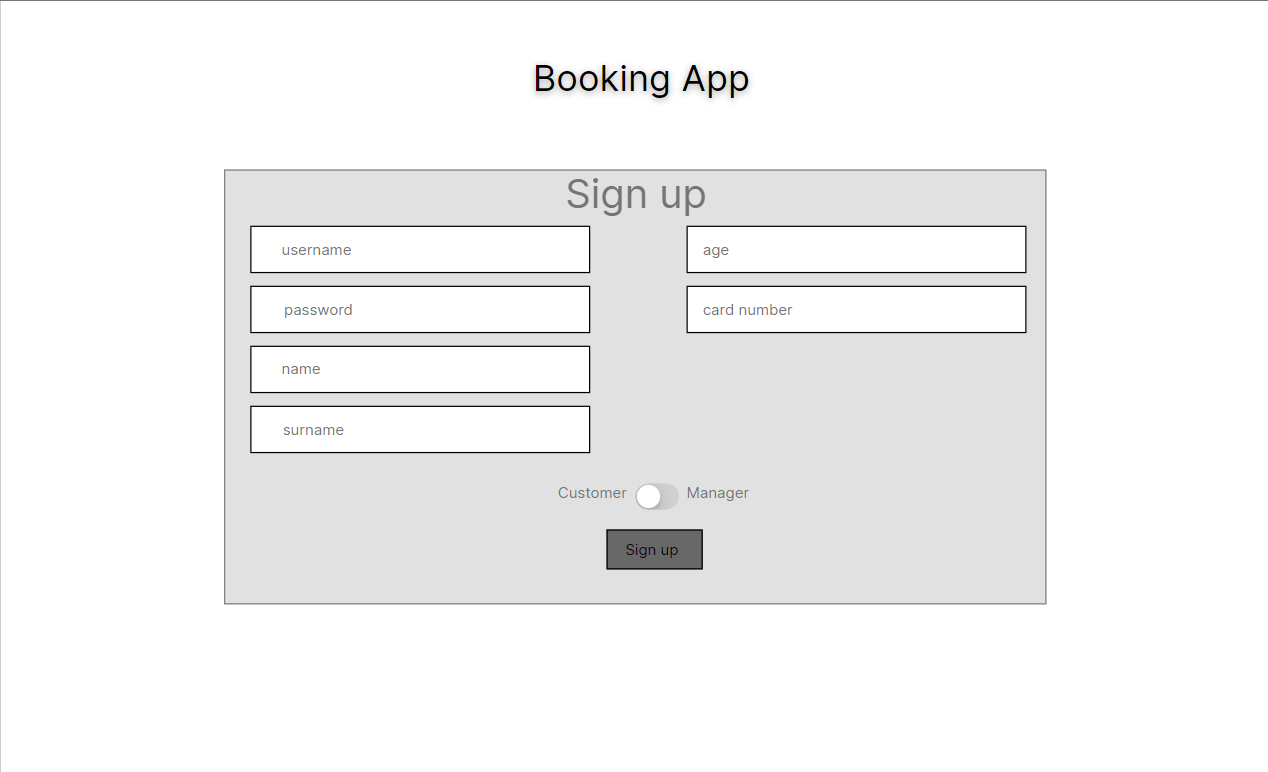 Booking App
Sign up
username
age
password
card number
name
surname
Customer Manager
Sign up